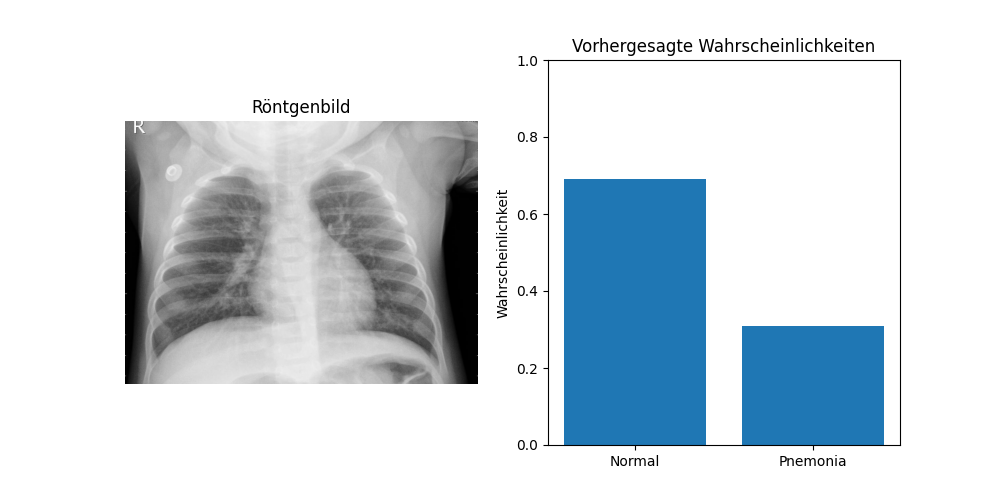 Röntgenbild
R
Vorhergesagte Wahrscheinlichkeiten
Wahrscheinlichkeit
1.0
0.8
0.6
0.4
0.2
0.0
Normal
Pnemonia